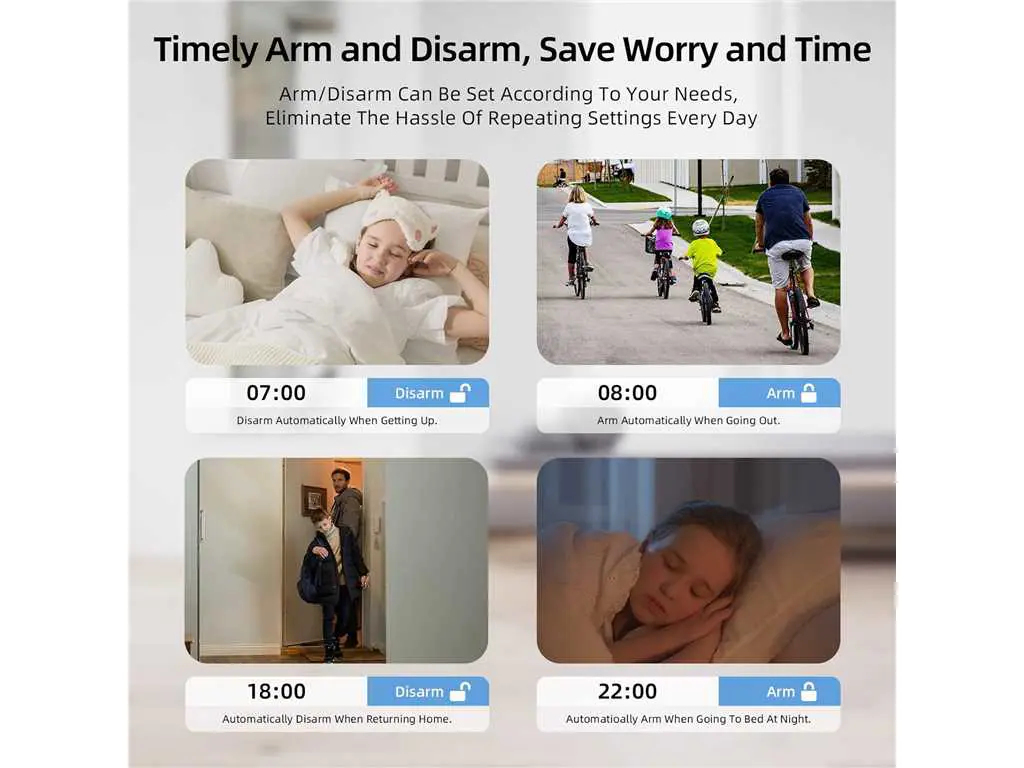 Timely Arm and Disarm, Save Worry and Time
Arm/Disarm Can Be Set According To Your Needs,
Eliminate The Hassle Of Repeating Settings Every Day
07:00
Disarm
Disarm Automatically When Getting Up.
08:00
Arm
Arm Automatically When Going Out.
18:00
Disarm
Automatically Disarm When Returning Home.
22:00
Arm
Automatioally Arm When Going To Bed At Night.